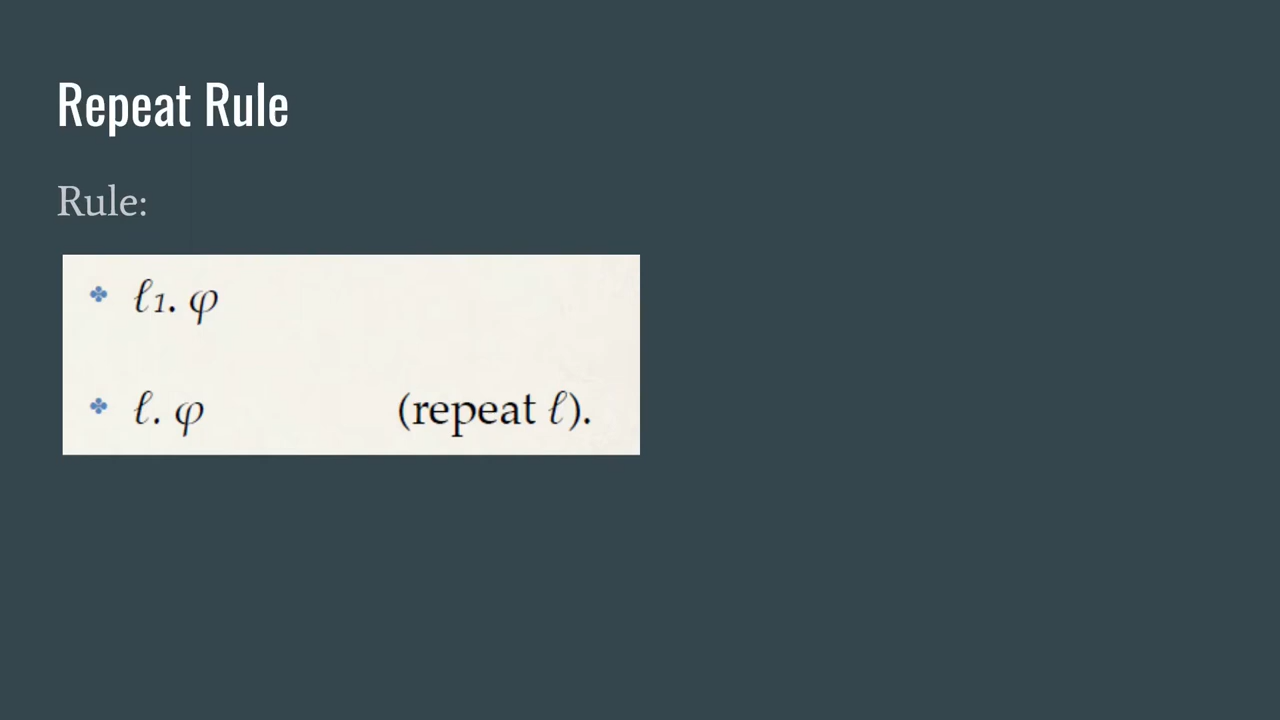 Repeat Rule
Rule:
ℓ1. φ
ℓ. φ (repeat ℓ).